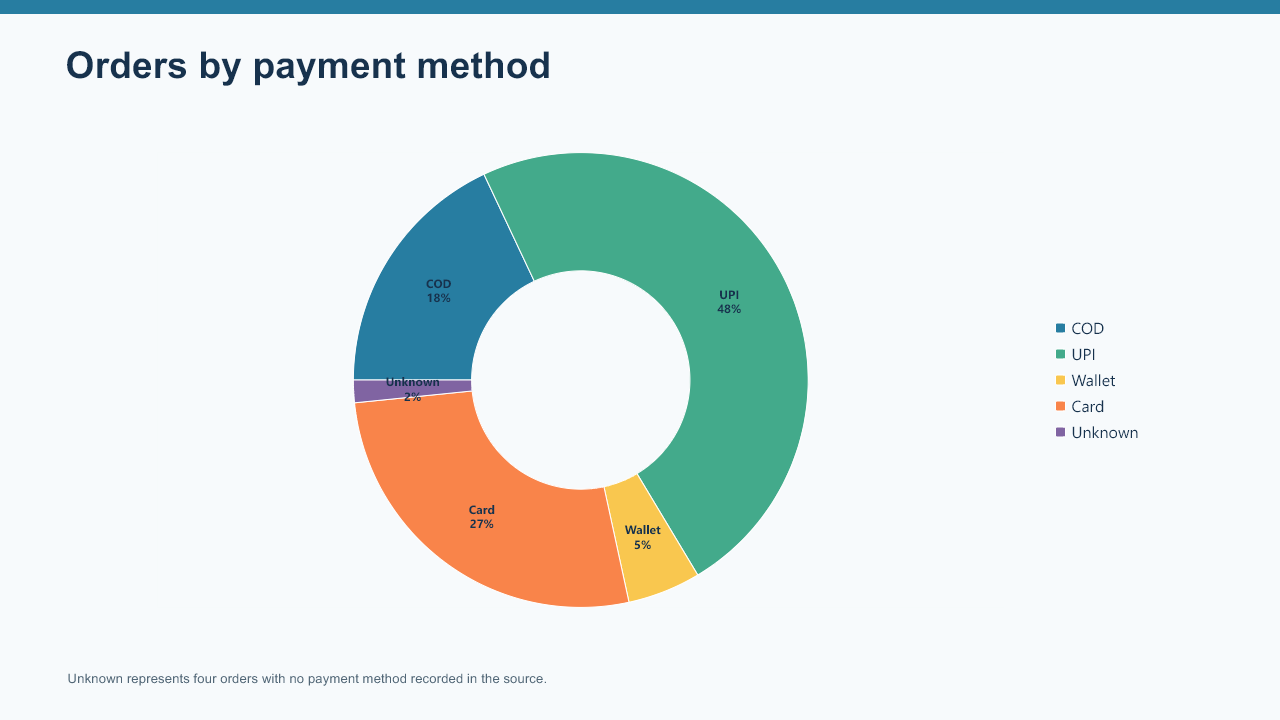 Orders by payment method
COD
18%
UPI
48%
Unknown
2%
Card
27%
Wallet
5%
COD
UPI
Wallet
Card
Unknown
Unknown represents four orders with no payment method recorded in the source.